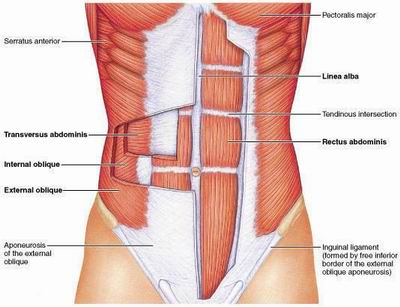 Pectoralis major
Serratus anterior
Linea alba
Tendinous intersection
Transversus abdominis
Rectus abdominis
Internal oblique
External oblique
Aponeurosis
of the external
oblique
Inguinal ligament
(formed by free inferior
border of the external
oblique aponeurosis)